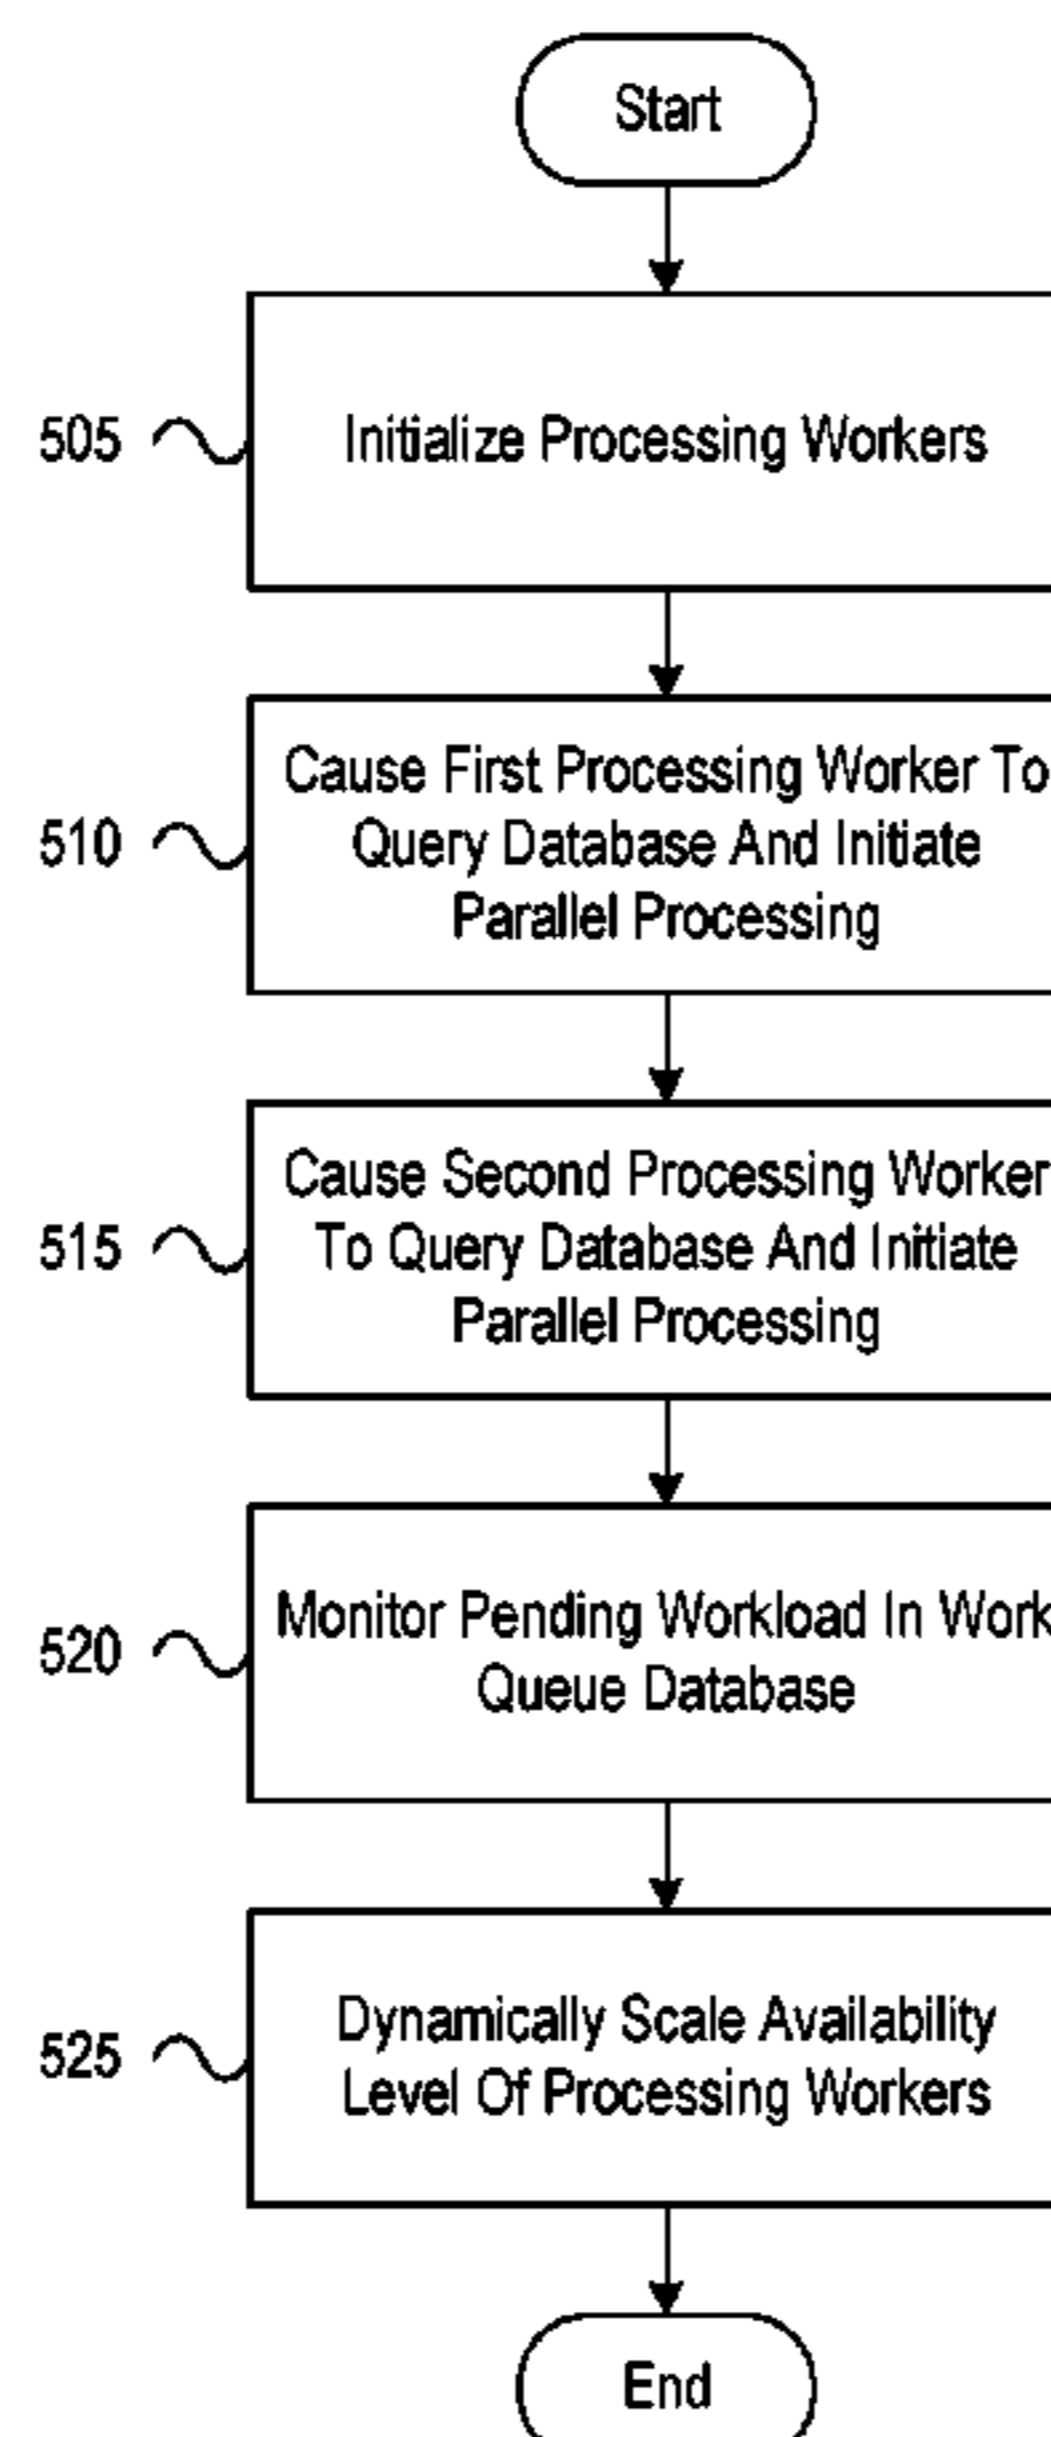 Start
505
Initialize Processing Workers
510
Cause First Processing Worker To
Query Database And Initiate
Parallel Processing
515
Cause Second Processing Worker
To Query Database And Initiate
Parallel Processing
520
Monitor Pending Workload In Work
Queue Database
525
Dynamically Scale Availability
Level Of Processing Workers
End